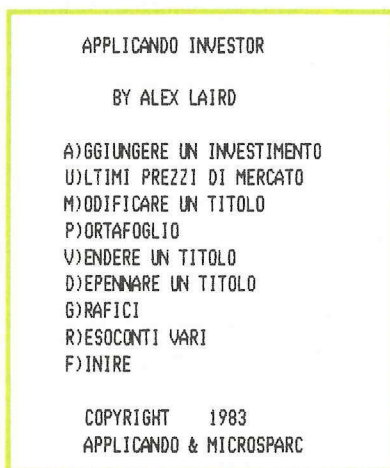 APPLICANDO INVESTOR
BY ALEX LAIRD
A)GGIUNGERE UN INVESTIMENTO
U)LTIMI PREZZI DI MERCATO
M)ODIFICARE UN TITOLO
P)ORTAFOGLIO
V)ENDERE UN TITOLO
D)EPENNARE UN TITOLO
G)RAFICI
R)ESOCONTI VARI
F)INIRE
COPYRIGHT 1983
APPLICANDO & MICROSPARC